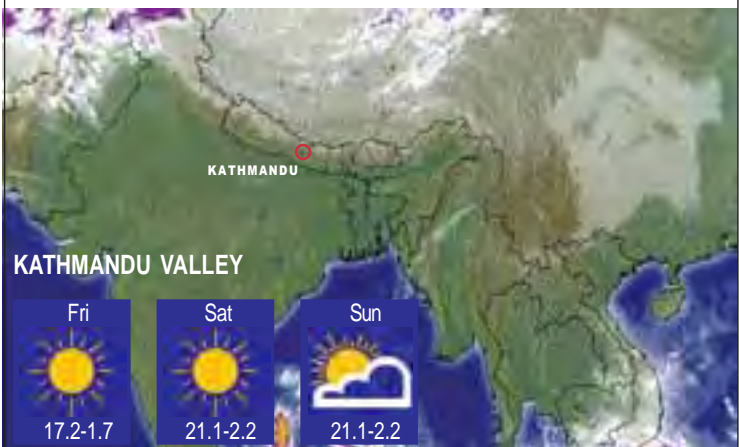 KATHMANDU
KATHMANDU VALLEY
Fri Sat Sun
17.2-1.7 21.1-2.2 21.1-2.2